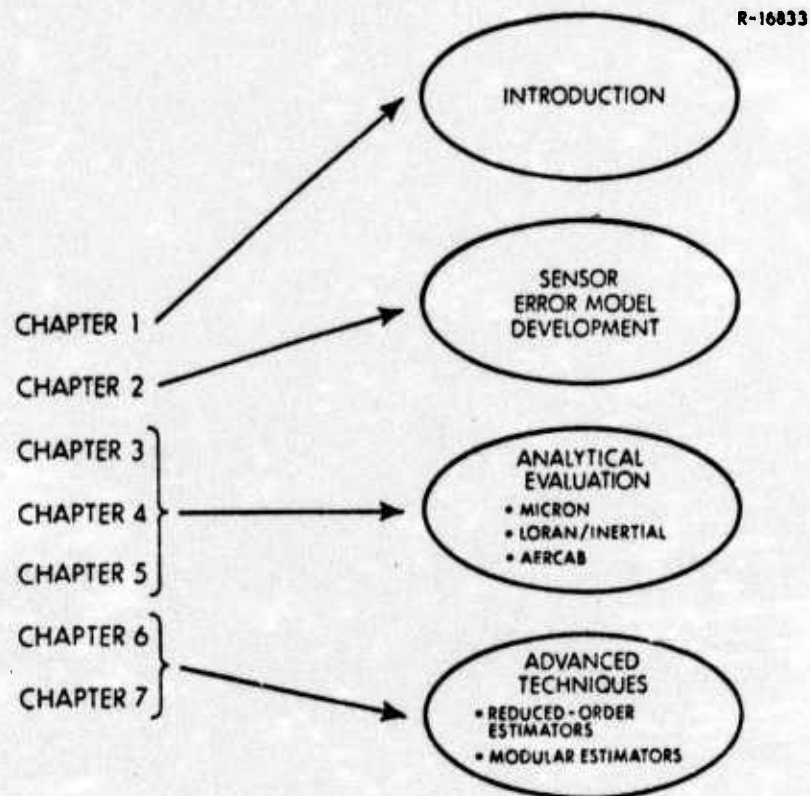 R-16833
INTRODUCTION
SENSOR
ERROR MODEL
DEVELOPMENT
CHAPTER 1
CHAPTER 2
CHAPTER 3
CHAPTER 4
CHAPTER 5
ANALYTICAL
EVALUATION
• MICRON
• LORAN/INERTIAL
• AERCAB
CHAPTER 6
CHAPTER 7
ADVANCED
TECHNIQUES
• REDUCED-ORDER
ESTIMATORS
• MODULAR ESTIMATORS